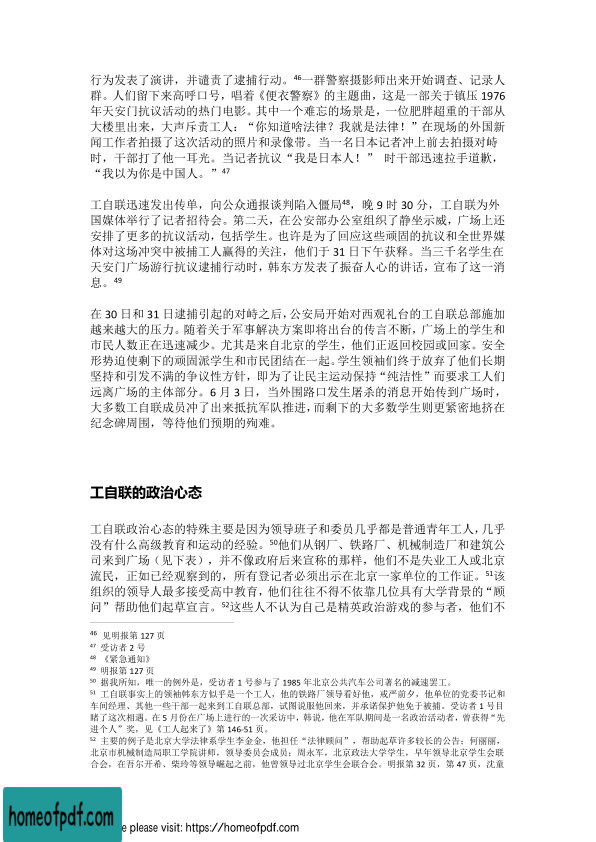 行为发表了演讲，并谴责了逮捕行动。46一群警察摄影师出来开始调查、记录人
群。人们留下来高呼口号，唱着《便衣警察》的主题曲，这是一部关于镇压 1976
年天安门抗议活动的热门电影。其中一个难忘的场景是，一位肥胖超重的干部从
大楼里出来，大声斥责工人：“你知道啥法律？我就是法律！”在现场的外国新
闻工作者拍摄了这次活动的照片和录像带。当一名日本记者冲上前去拍摄对峙
时，干部打了他一耳光。当记者抗议“我是日本人！” 时干部迅速拉手道歉，
“我以为你是中国人。”47
工自联迅速发出传单，向公众通报谈判陷入僵局48，晚 9 时 30 分，工自联为外
国媒体举行了记者招待会。第二天，在公安部办公室组织了静坐示威，广场上还
安排了更多的抗议活动，包括学生。也许是为了回应这些顽固的抗议和全世界媒
体对这场冲突中被捕工人赢得的关注，他们于 31 日下午获释。当三千名学生在
天安门广场游行抗议逮捕行动时，韩东方发表了振奋人心的讲话，宣布了这一消
息。49
在 30 日和 31 日逮捕引起的对峙之后，公安局开始对西观礼台的工自联总部施加
越来越大的压力。随着关于军事解决方案即将出台的传言不断，广场上的学生和
市民人数正在迅速减少。尤其是来自北京的学生，他们正返回校园或回家。安全
形势迫使剩下的顽固派学生和市民团结在一起。学生领袖们终于放弃了他们长期
坚持和引发不满的争议性方针，即为了让民主运动保持“纯洁性”而要求工人们
远离广场的主体部分。6 月 3 日，当外围路口发生屠杀的消息开始传到广场时，
大多数工自联成员冲了出来抵抗军队推进，而剩下的大多数学生则更紧密地挤在
纪念碑周围，等待他们预期的殉难。
工自联的政治心态
工自联政治心态的特殊主要是因为领导班子和委员几乎都是普通青年工人，几乎
没有什么高级教育和运动的经验。50他们从钢厂、铁路厂、机械制造厂和建筑公
司来到广场（见下表），并不像政府后来宣称的那样，他们不是失业工人或北京
流民，正如已经观察到的，所有登记者必须出示在北京一家单位的工作证。51该
组织的领导人最多接受高中教育，他们往往不得不依靠几位具有大学背景的“顾
问”帮助他们起草宣言。52这些人不认为自己是精英政治游戏的参与者，他们不
46 见明报第 127 页
47 受访者 2 号
48 《紧急通知》
49 明报第 127 页
50 据我所知，唯一的例外是，受访者 1 号参与了 1985 年北京公共汽车公司著名的减速罢工。
51 工自联事实上的领袖韩东方似乎是一个工人，他的铁路厂领导看好他，戒严前夕，他单位的党委书记和
车间经理、其他一些干部一起来到工自联总部，试图说服他回来，并承诺护他免于被捕。受访者 1 号目
睹了这次相遇。在 5 月份在广场上进行的一次采访中，韩说，他在军队期间是一名政治活动者，曾获得“先
进个人”奖，见《工人起来了》第 146-51 页。
52 主要的例子是北京大学法律系学生李金金，他担任“法律顾问”，帮助起草许多较长的公告；何丽丽，
北京市机械制造局职工学院讲师，领导委员会成员；周永军，北京政法大学学生，早年领导北京学生会联
合会，在吾尔开希、柴玲等领导崛起之前，他曾领导过北京学生会联合会。明报第 32 页，第 47 页，沈童
homeofpdf.com
e please visit: https://homeofpdf.com